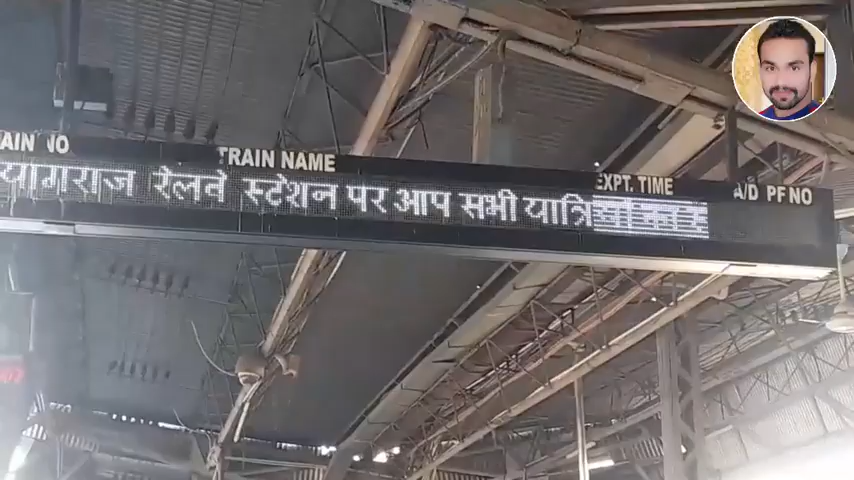 AIN NO TRAIN NAME EXPT. TIME A/D PF NO
यागराज रेलवे स्टेशन पर आप सभी यात्रि